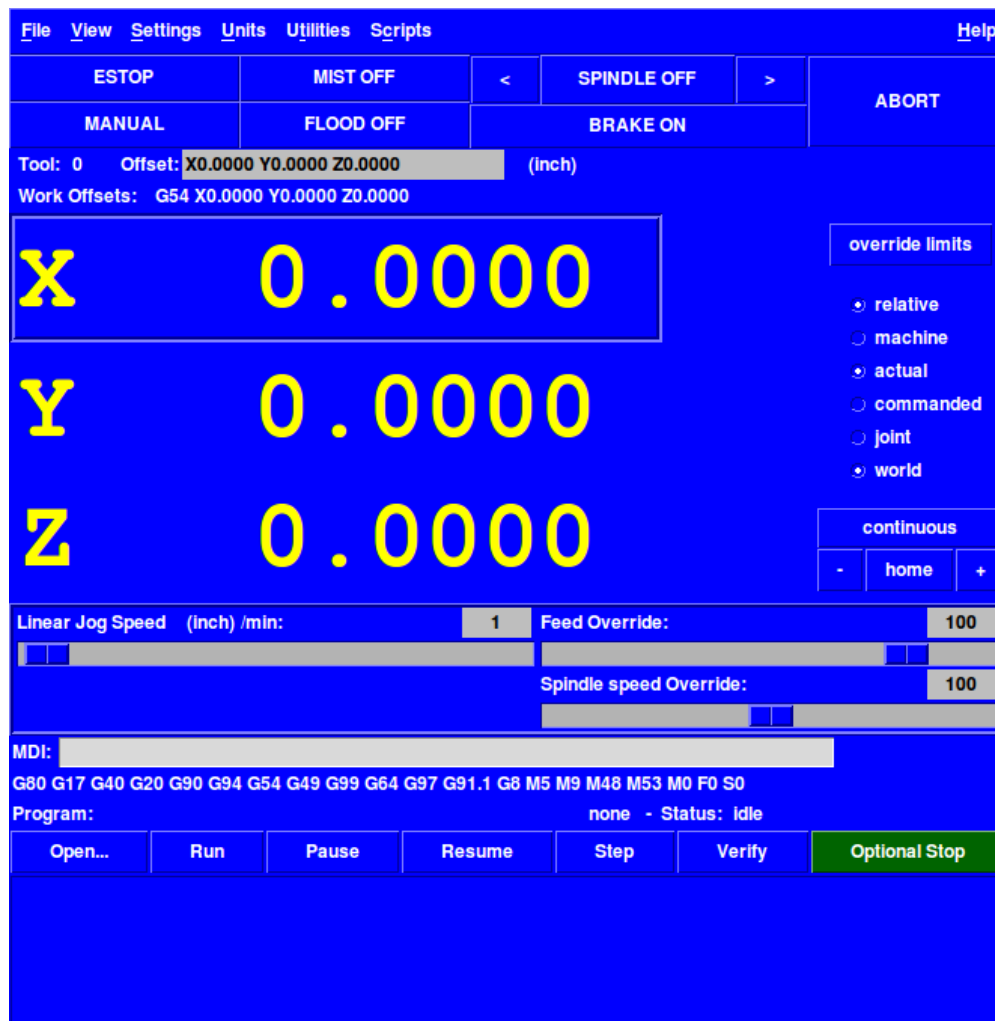 File View Settings Units Utilities Scripts Help
ESTOP MIST OFF < SPINDLE OFF > ABORT
MANUAL FLOOD OFF BRAKE ON
Tool: 0 Offset: X0.0000 Y0.0000 Z0.0000 (inch)
Work Offsets: G54 X0.0000 Y0.0000 Z0.0000
X 0.0000
Y 0.0000
Z 0.0000
override limits
relative
machine
actual
commanded
joint
world
continuous
- home +
Linear Jog Speed (inch) /min: 1 Feed Override: 100
Spindle speed Override: 100
MDI:
G80 G17 G40 G20 G90 G94 G54 G49 G99 G64 G97 G91.1 G8 M5 M9 M48 M53 M0 F0 S0
Program: none - Status: idle
Open... Run Pause Resume Step Verify Optional Stop